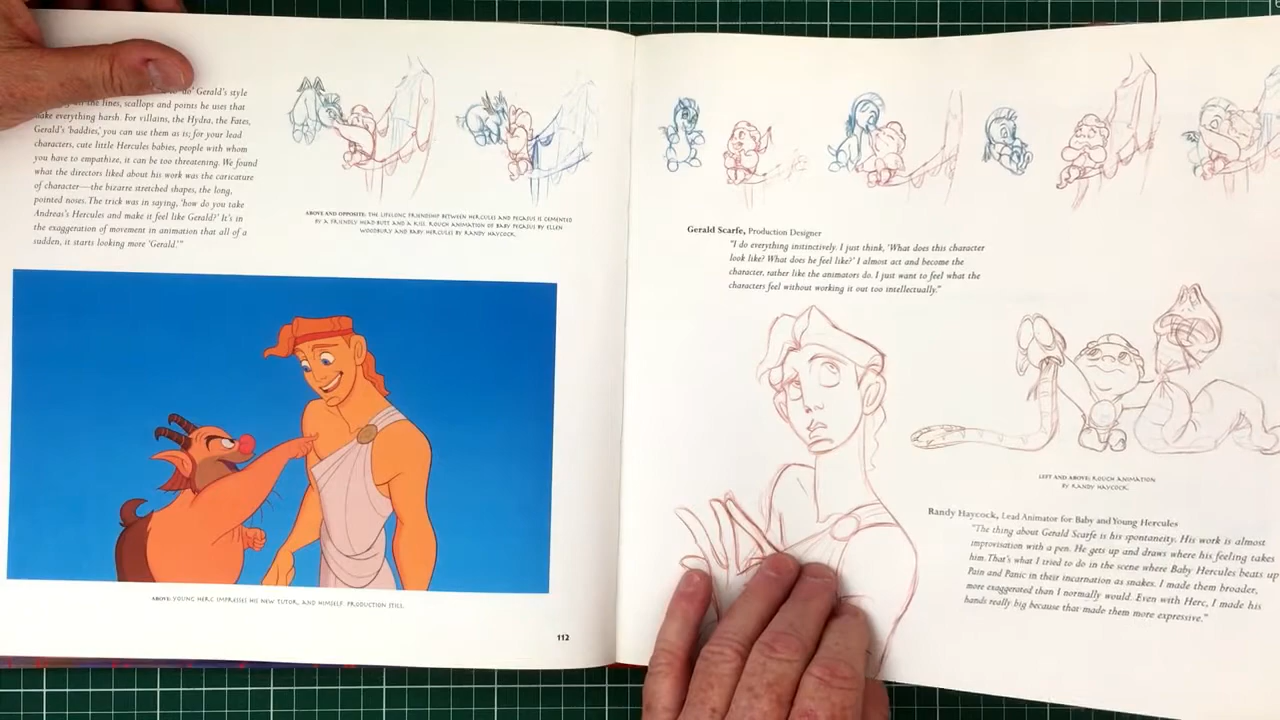 do' Gerald's style
the lines, scallops and points he uses that
make everything harsh. For villains, the Hydra, the Fates,
Gerald's 'baddies,' you can use them as is; for your lead
characters, cute little Hercules babies, people with whom
you have to empathize, it can be too threatening. We found
what the directors liked about his work was the caricature
of character—the bizarre stretched shapes, the long,
pointed noses. The trick was in saying, 'how do you take
Andreas's Hercules and make it feel like Gerald?' It's in
the exaggeration of movement in animation that all of a
sudden, it starts looking more 'Gerald.'"
ABOVE AND OPPOSITE: THE LIFELONG FRIENDSHIP BETWEEN HERCULES AND PEGASUS IS CEMENTED
BY A FRIENDLY HEAD-BUTT AND A KISS. ROUGH ANIMATION OF BABY PEGASUS BY ELLEN
WOODBURY AND BABY HERCULES BY RANDY HAYCOCK.
ABOVE: YOUNG HERC IMPRESSES HIS NEW TUTOR, AND HIMSELF. PRODUCTION STILL.
112
Gerald Scarfe, Production Designer
"I do everything instinctively. I just think, 'What does this character
look like? What does he feel like?' I almost act and become the
character, rather like the animators do. I just want to feel what the
characters feel without working it out too intellectually."
LEFT AND ABOVE: ROUGH ANIMATION
BY RANDY HAYCOCK.
Randy Haycock, Lead Animator for Baby and Young Hercules
"The thing about Gerald Scarfe is his spontaneity. His work is almost
improvisation with a pen. He gets up and draws where his feeling takes
him. That's what I tried to do in the scene where Baby Hercules beats up
Pain and Panic in their incarnation as snakes. I made them broader,
more exaggerated than I normally would. Even with Herc, I made his
hands really big because that made them more expressive."